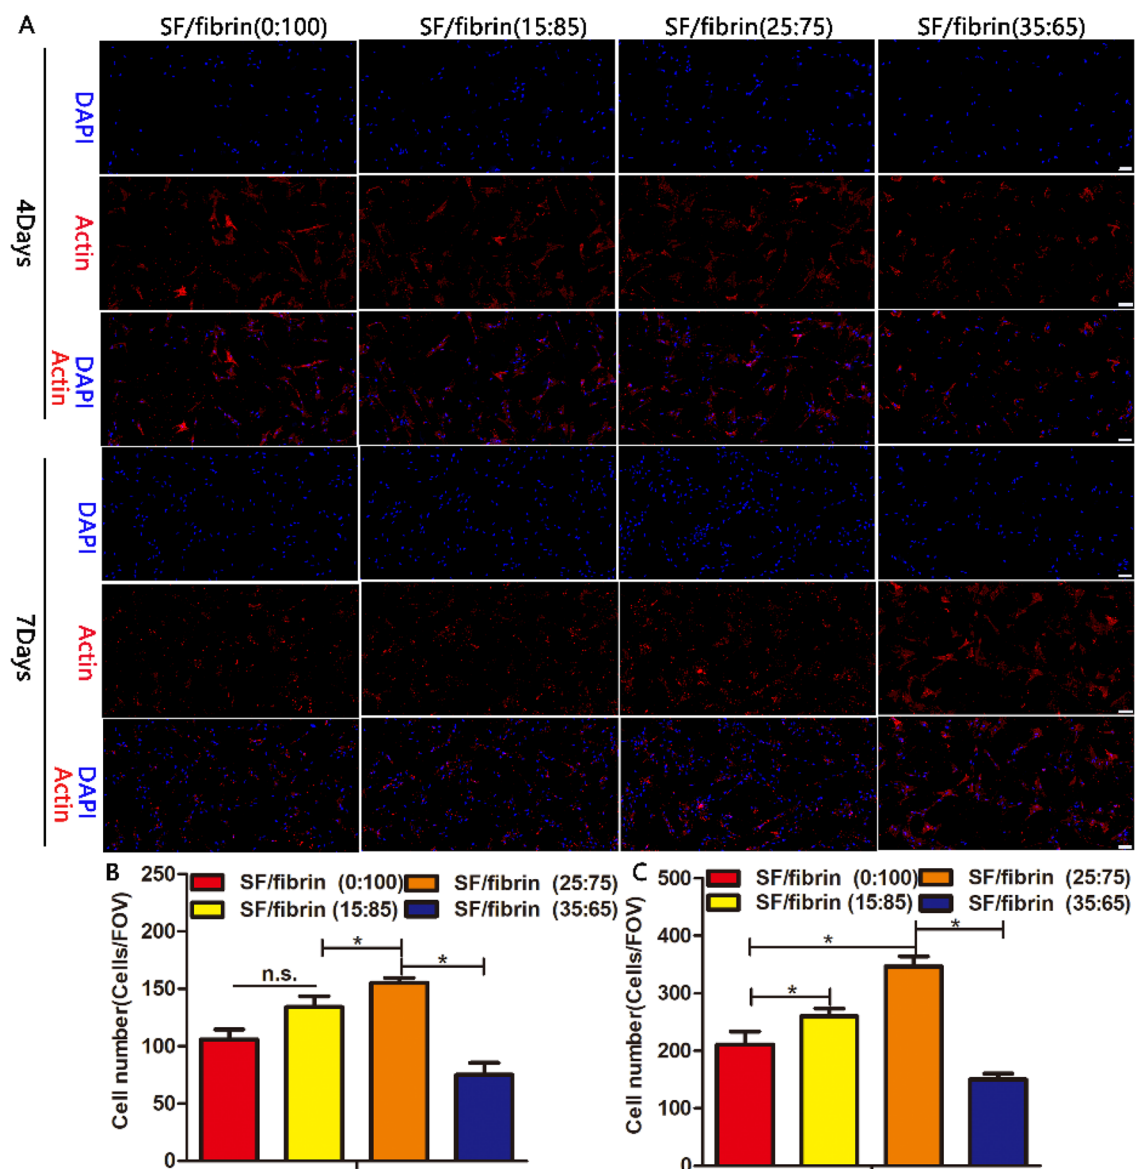 A
SF/fibrin(0:100)
SF/fibrin(15:85)
SF/fibrin(25:75)
SF/fibrin(35:65)
4Days
DAPI
Actin
DAPI
Actin
7Days
DAPI
Actin
DAPI
Actin
B
Cell number(Cells/FOV)
250
200
150
100
50
0
SF/fibrin (0:100)
SF/fibrin (25:75)
SF/fibrin (15:85)
SF/fibrin (35:65)
n.s.
*
*
C
Cell number(Cells/FOV)
500
400
300
200
100
0
SF/fibrin (0:100)
SF/fibrin (25:75)
SF/fibrin (15:85)
SF/fibrin (35:65)
*
*
*